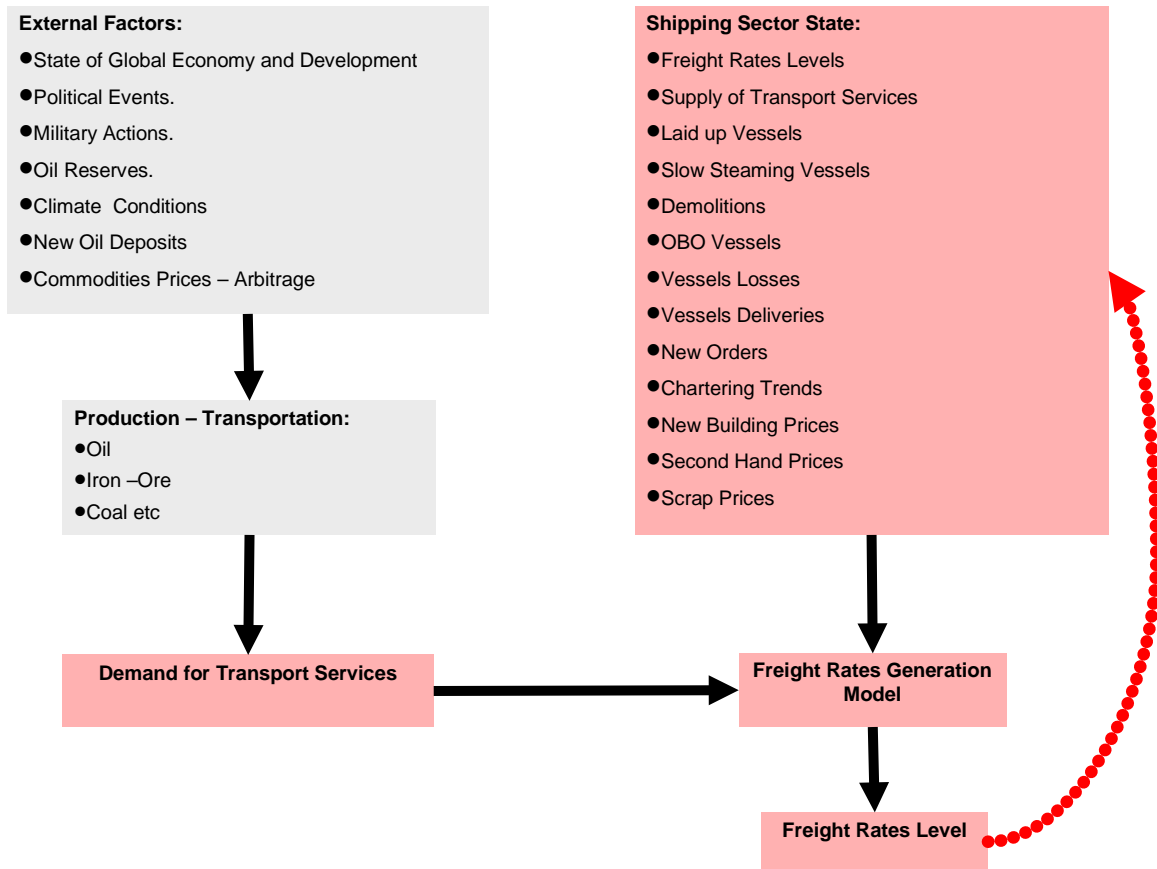 External Factors:
●State of Global Economy and Development
●Political Events.
●Military Actions.
●Oil Reserves.
●Climate  Conditions
●New Oil Deposits
●Commodities Prices – Arbitrage
Production – Transportation:
●Oil
●Iron –Ore
●Coal etc
Demand for Transport Services
Shipping Sector State:
●Freight Rates Levels
●Supply of Transport Services
●Laid up Vessels
●Slow Steaming Vessels
●Demolitions
●OBO Vessels
●Vessels Losses
●Vessels Deliveries
●New Orders
●Chartering Trends
●New Building Prices
●Second Hand Prices
●Scrap Prices
Freight Rates Generation
Model
Freight Rates Level